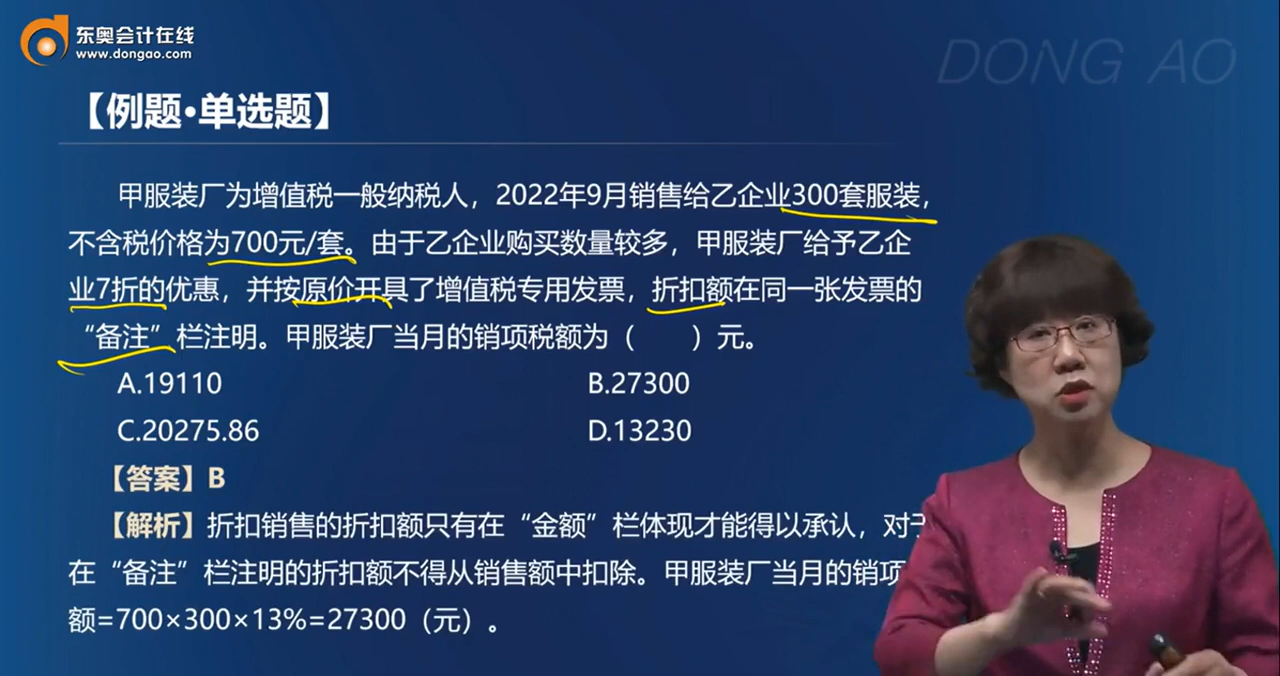 东奥会计在线
www.dongao.com
DONG AO
【例题•单选题】
甲服装厂为增值税一般纳税人，2022年9月销售给乙企业300套服装，
不含税价格为700元/套。由于乙企业购买数量较多，甲服装厂给予乙企
业7折的优惠，并按原价开具了增值税专用发票，折扣额在同一张发票的
“备注”栏注明。甲服装厂当月的销项税额为（　　）元。
A.19110 B.27300
C.20275.86 D.13230
【答案】B
【解析】折扣销售的折扣额只有在“金额”栏体现才能得以承认，对于
在“备注”栏注明的折扣额不得从销售额中扣除。甲服装厂当月的销项
额=700×300×13%=27300（元）。